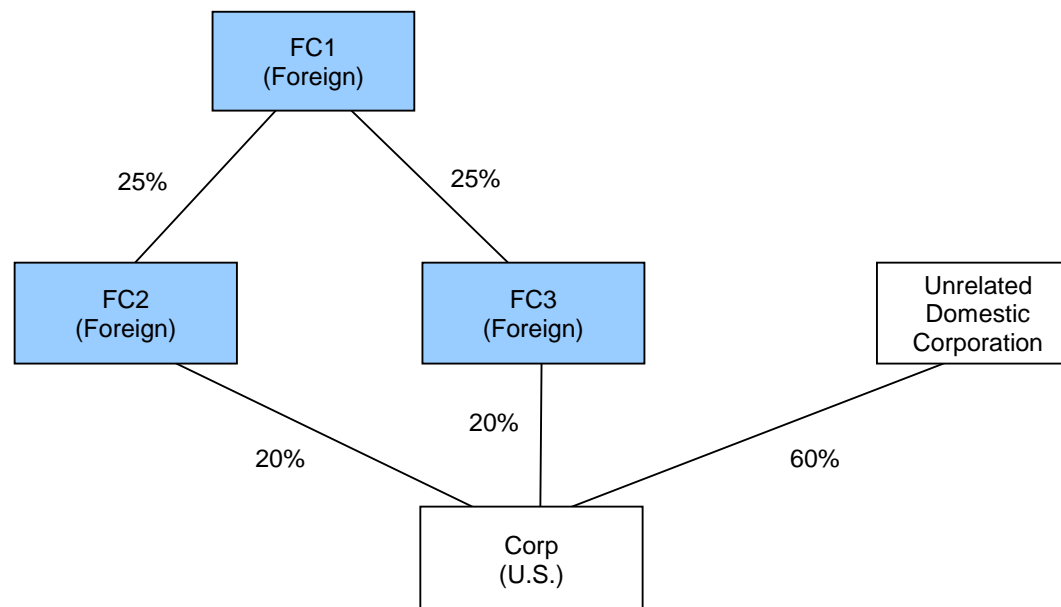 FC1
(Foreign)
25%
25%
FC2
(Foreign)
FC3
(Foreign)
Unrelated
Domestic
Corporation
20%
20%
60%
Corp
(U.S.)